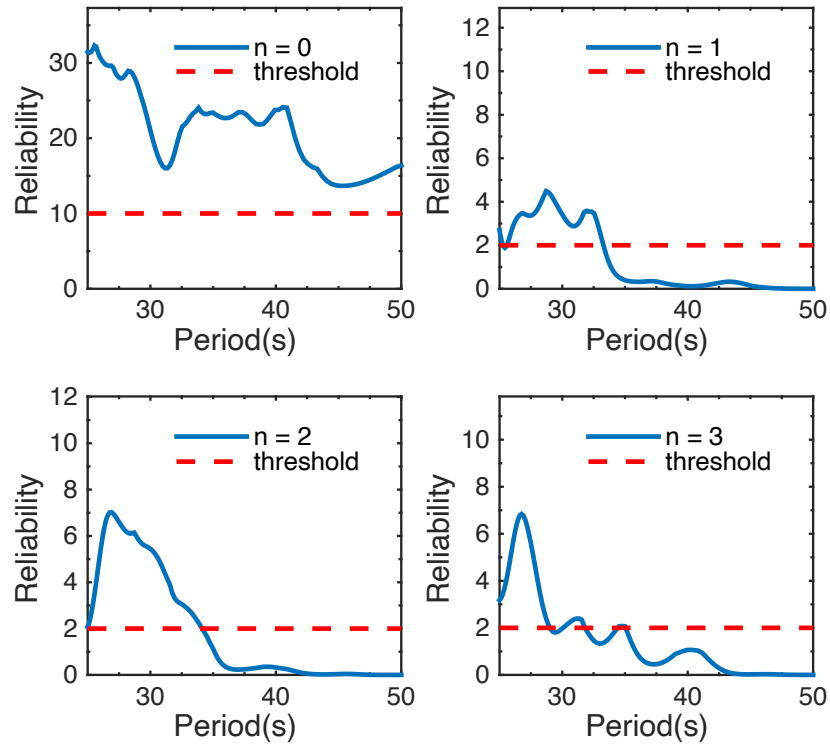 30
20
10
0
Reliability
n = 0
threshold
30
40
50
Period(s)
12
10
8
6
4
2
0
Reliability
n = 1
threshold
30
40
50
Period(s)
12
10
8
6
4
2
0
Reliability
n = 2
threshold
30
40
50
Period(s)
10
8
6
4
2
0
Reliability
n = 3
threshold
30
40
50
Period(s)